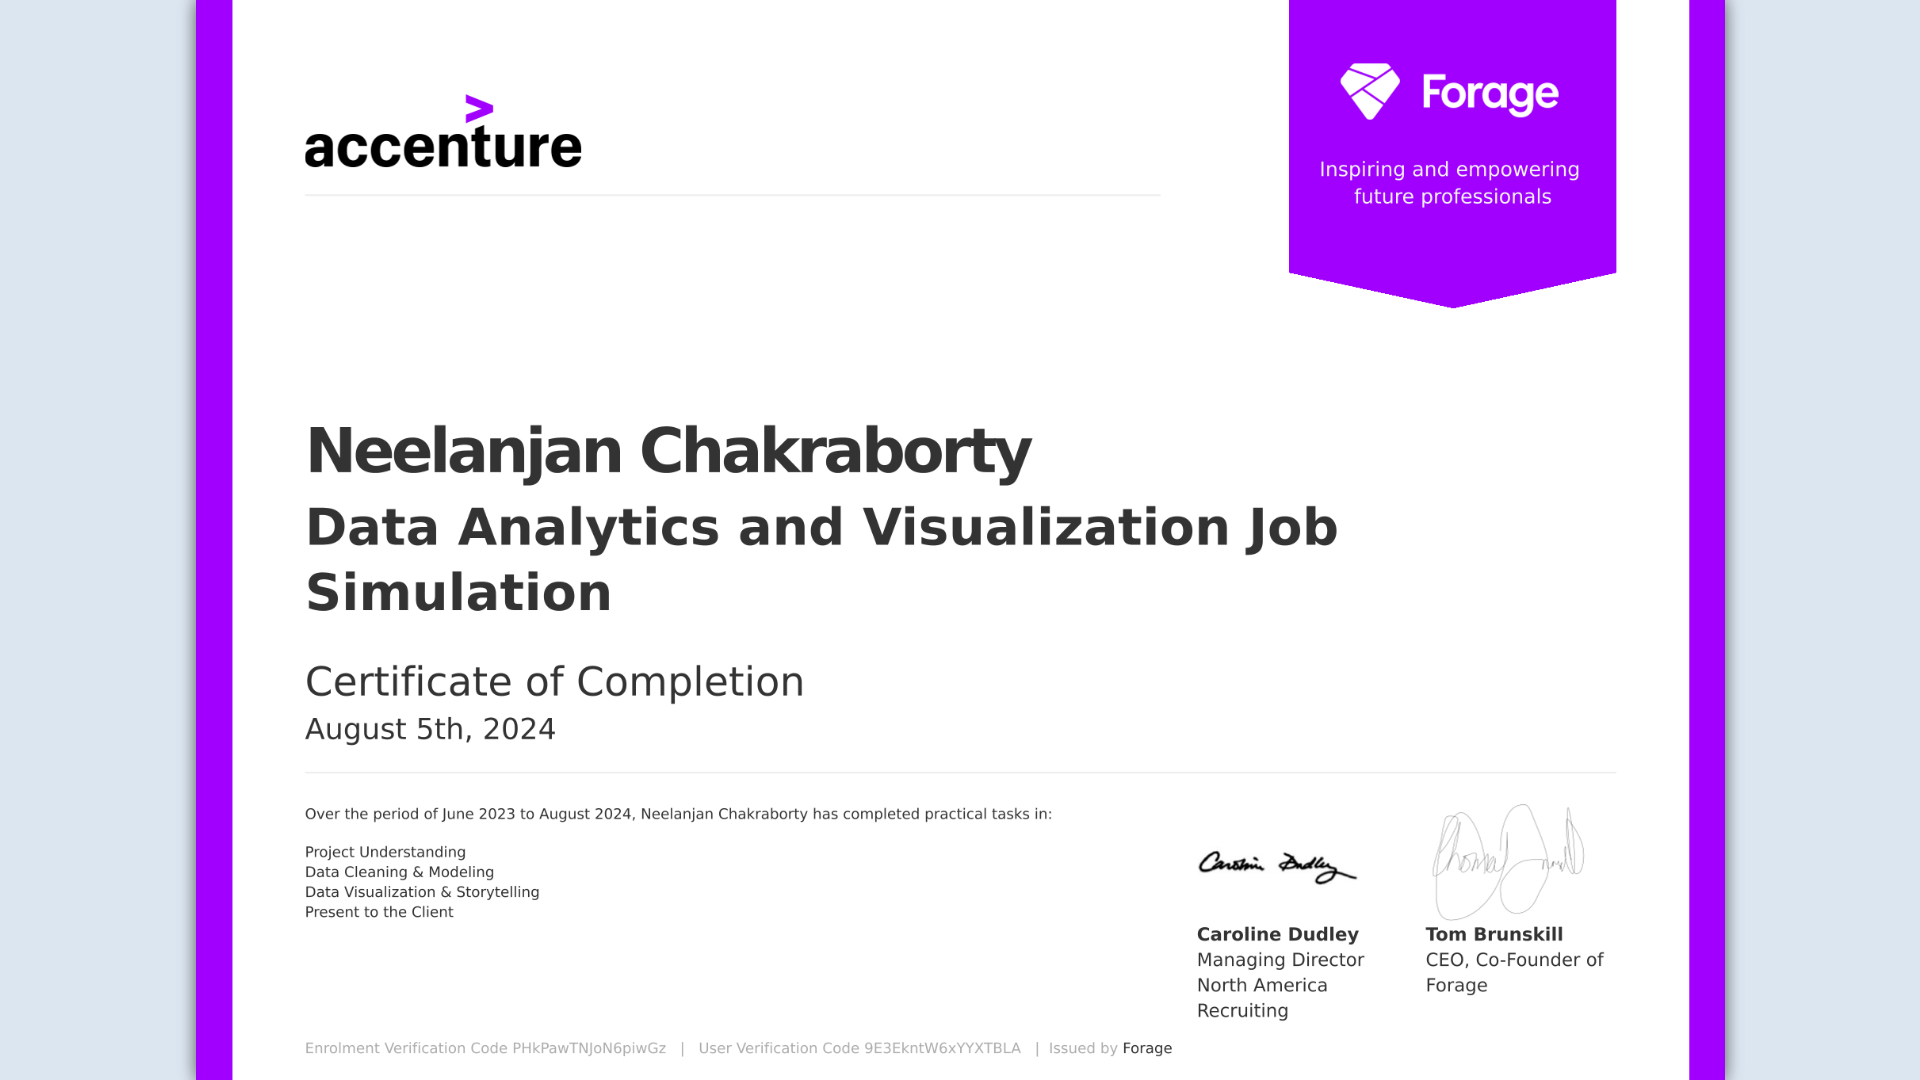 accenture
Forage
Inspiring and empowering
future professionals
Neelanjan Chakraborty
Data Analytics and Visualization Job
Simulation
Certificate of Completion
August 5th, 2024
Over the period of June 2023 to August 2024, Neelanjan Chakraborty has completed practical tasks in:
Project Understanding
Data Cleaning & Modeling
Data Visualization & Storytelling
Present to the Client
Caroline Dudley
Caroline Dudley
Managing Director
North America
Recruiting
Tom Brunskill
CEO, Co-Founder of
Forage
Enrolment Verification Code PHkPawTNJoN6piwGz | User Verification Code 9E3EkntW6xYYXTBLA | Issued by Forage